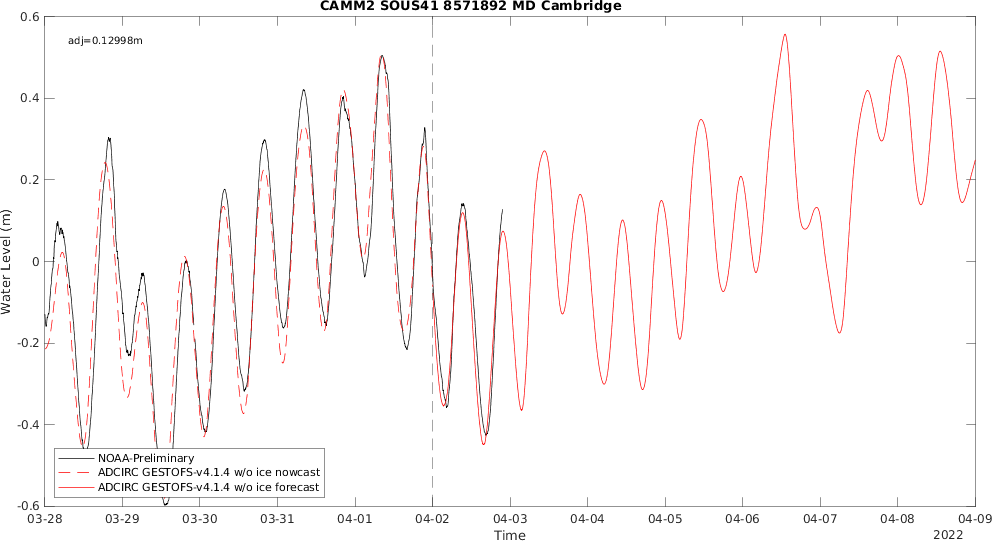 CAMM2 SOUS41 8571892 MD Cambridge
adj=0.12998m
0.6
0.4
0.2
0
-0.2
-0.4
-0.6
Water Level (m)
NOAA-Preliminary
ADCIRC GESTOFS-v4.1.4 w/o ice nowcast
ADCIRC GESTOFS-v4.1.4 w/o ice forecast
03-28 03-29 03-30 03-31 04-01 04-02 04-03 04-04 04-05 04-06 04-07 04-08 04-09
Time
2022